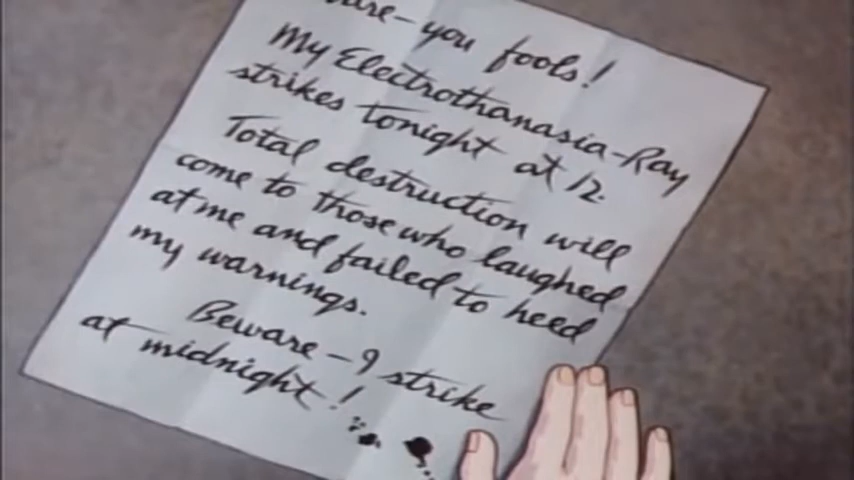 you fools!
My Electrothanasia-Ray
strikes tonight at 12.
Total destruction will
come to those who laughed
at me and failed to heed
my warnings.
Beware - I strike
at midnight!